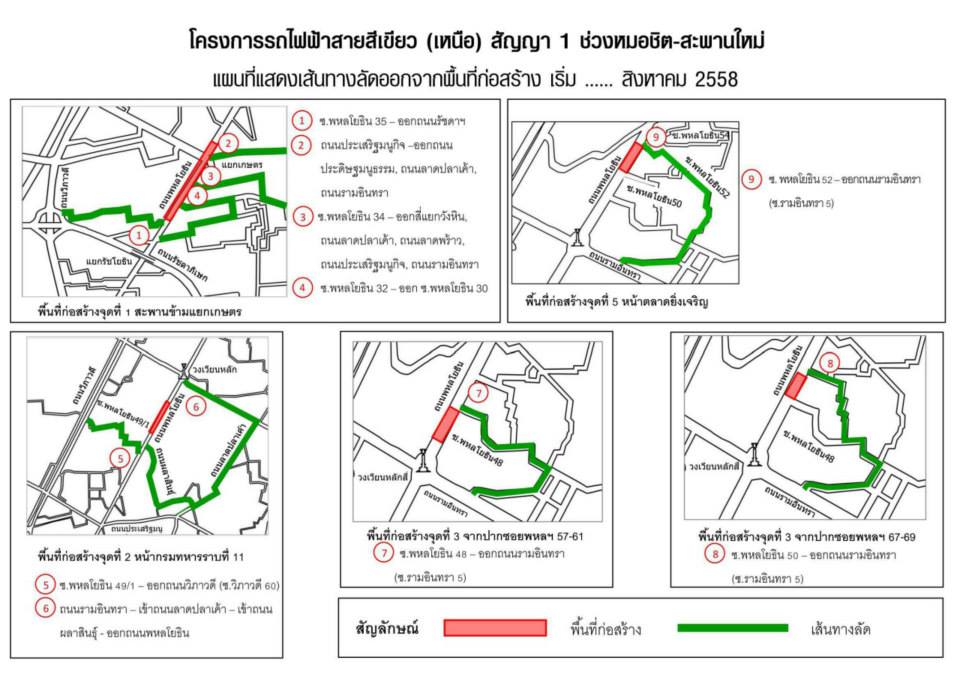 โครงการรถไฟฟ้าสายสีเขียว (เหนือ) สัญญา 1 ช่วงหมอชิต-สะพานใหม่
แผนที่แสดงเส้นทางลัดออกจากพื้นที่ก่อสร้าง เริ่ม ...... สิงหาคม 2558
ถนนวิภาวดี
ถนนพหลโยธิน
2
แยกเกษตร
3
4
1
แยกรัชโยธิน
ถนนรัชดาภิเษก
1 ซ.พหลโยธิน 35 – ออกถนนรัชดาฯ
2 ถนนประเสริฐมนูกิจ –ออกถนน
ประดิษฐมนูธรรม, ถนนลาดปลาเค้า,
ถนนรามอินทรา
3 ซ.พหลโยธิน 34 – ออกสี่แยกวังหิน,
ถนนลาดปลาเค้า, ถนนลาดพร้าว,
ถนนประเสริฐมนูกิจ, ถนนรามอินทรา
4 ซ.พหลโยธิน 32 – ออก ซ.พหลโยธิน 30
พื้นที่ก่อสร้างจุดที่ 1 สะพานข้ามแยกเกษตร
9
ซ.พหลโยธิน54
ถนนพหลโยธิน
ซ.พหลโยธิน52
ซ.พหลโยธิน50
ถนนรามอินทรา
9 ซ. พหลโยธิน 52 – ออกถนนรามอินทรา
(ซ.รามอินทรา 5)
พื้นที่ก่อสร้างจุดที่ 5 หน้าตลาดยิ่งเจริญ
ถนนวิภาวดี
วงเวียนหลัก
ซ.พหลโยธิน49/1
ถนนพหลโยธิน
6
5
ถนนผลาสินธุ์
ถนนลาดปลาเค้า
ถนนประเสริฐมนู
พื้นที่ก่อสร้างจุดที่ 2 หน้ากรมทหารราบที่ 11
5 ซ.พหลโยธิน 49/1 – ออกถนนวิภาวดี (ซ.วิภาวดี 60)
6 ถนนรามอินทรา – เข้าถนนลาดปลาเค้า – เข้าถนน
ผลาสินธุ์ - ออกถนนพหลโยธิน
ถนนพหลโยธิน
7
ซ.พหลโยธิน48
วงเวียนหลักสี่
ถนนรามอินทรา
พื้นที่ก่อสร้างจุดที่ 3 จากปากซอยพหลฯ 57-61
7 ซ.พหลโยธิน 48 – ออกถนนรามอินทรา
(ซ.รามอินทรา 5)
ถนนพหลโยธิน
8
ซ.พหลโยธิน48
วงเวียนหลักสี่
ถนนรามอินทรา
พื้นที่ก่อสร้างจุดที่ 3 จากปากซอยพหลฯ 67-69
8 ซ.พหลโยธิน 50 – ออกถนนรามอินทรา
(ซ.รามอินทรา 5)
สัญลักษณ์ พื้นที่ก่อสร้าง เส้นทางลัด